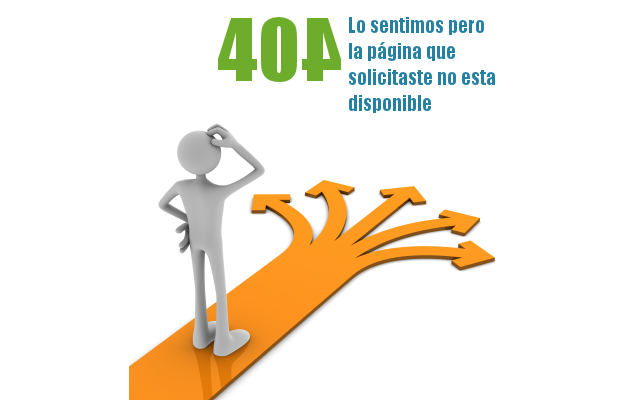 404
Lo sentimos pero
la página que
solicitaste no esta
disponible